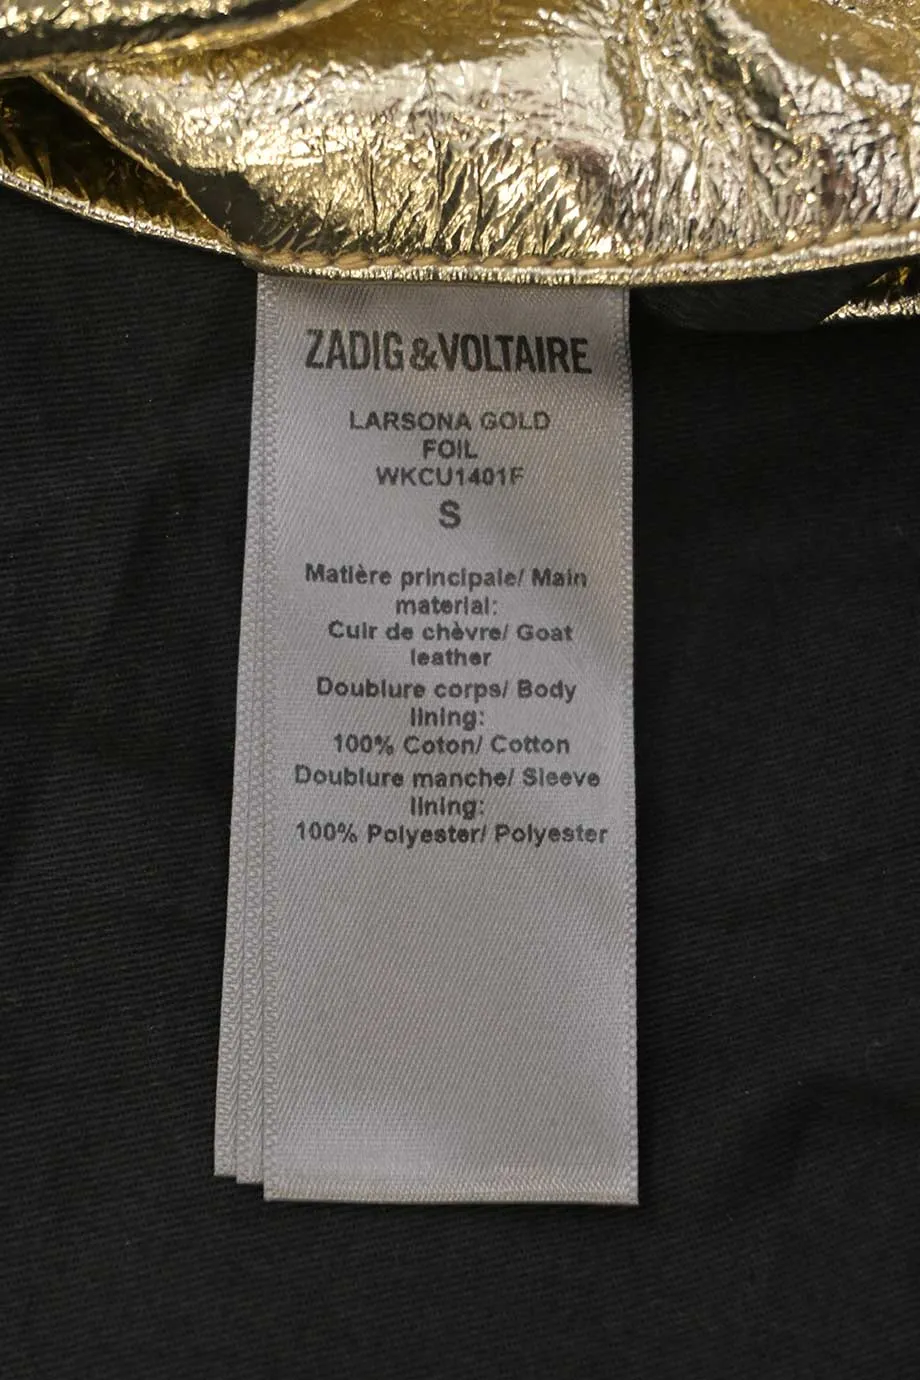 ZADIG&VOLTAIRE
LARSONA GOLD
FOIL
WKCU1401F
S
Matière principale/ Main
material:
Cuir de chèvre/ Goat
leather
Doublure corps/ Body
lining:
100% Coton/ Cotton
Doublure manche/ Sleeve
lining:
100% Polyester/ Polyester